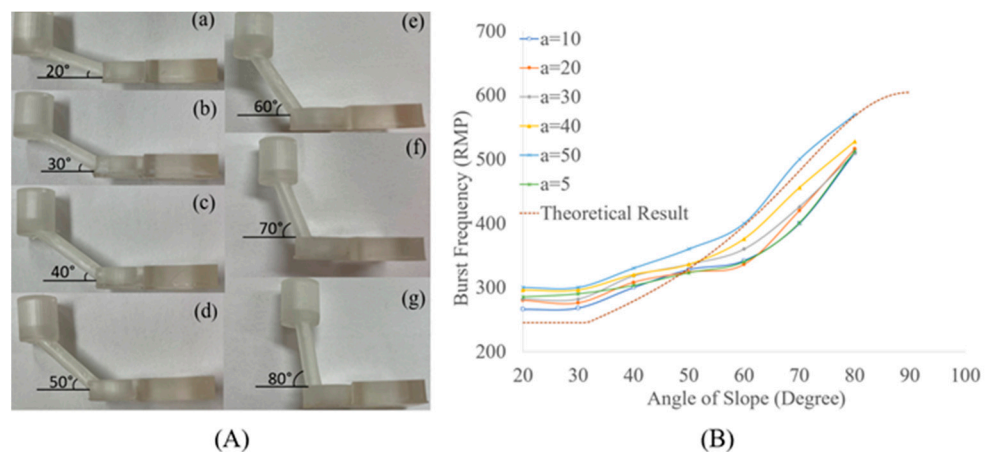 (a)
20°
(b)
30°
(c)
40°
(d)
50°
(e)
60°
(f)
70°
(g)
80°
(A)
Burst Frequency (RMP)
700
600
500
400
300
200
a=10
a=20
a=30
a=40
a=50
a=5
Theoretical Result
20 30 40 50 60 70 80 90 100
Angle of Slope (Degree)
(B)